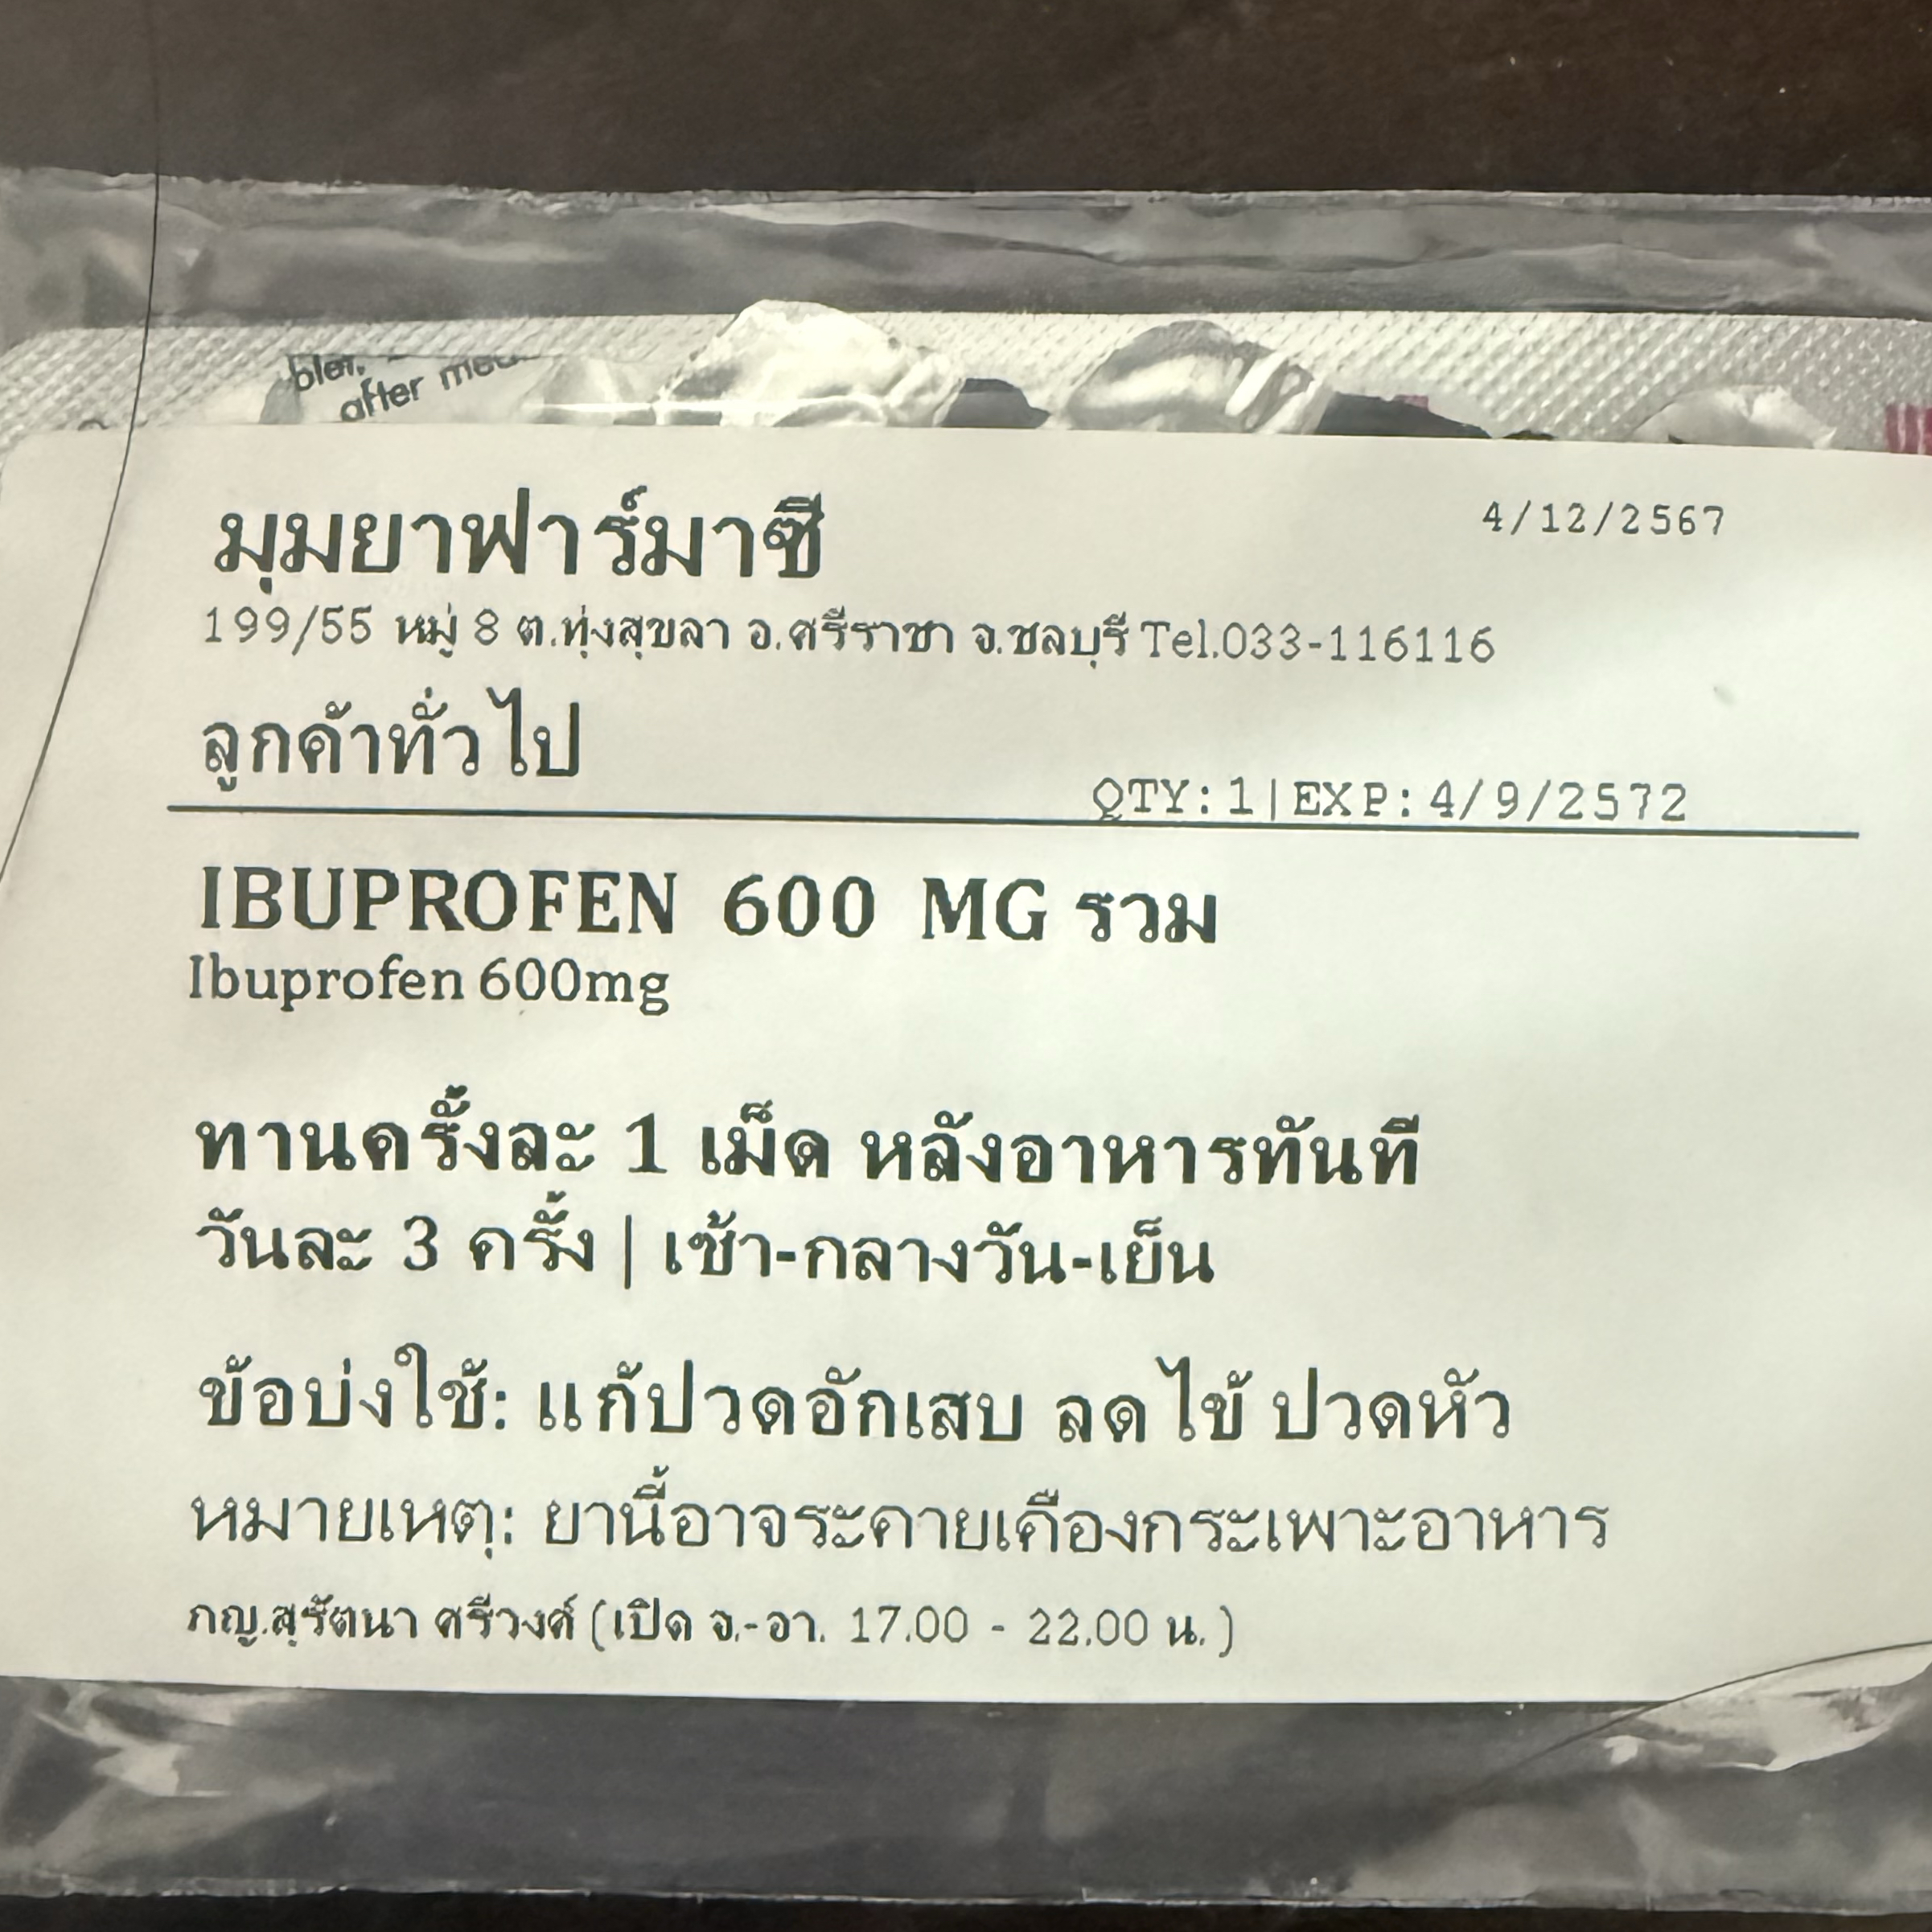 after
มุมยาฟาร์มาซี
4/12/2567
199/55 หมู่ 8 ต.ทุ่งสุขลา อ.ศรีราชา จ.ชลบุรี Tel.033-116116
ลูกค้าทั่วไป
QTY:1|EXP:4/9/2572
IBUPROFEN 600 MG รวม
Ibuprofen 600mg
ทานครั้งละ 1 เม็ด หลังอาหารทันที
วันละ 3 ครั้ง | เช้า-กลางวัน-เย็น
ข้อบ่งใช้: แก้ปวดอักเสบ ลดไข้ ปวดหัว
หมายเหตุ: ยานี้อาจระคายเคืองกระเพาะอาหาร
ภญ.สุรัตนา ศรีวงศ์ (เปิด จ.-อา. 17.00 - 22.00 น.)